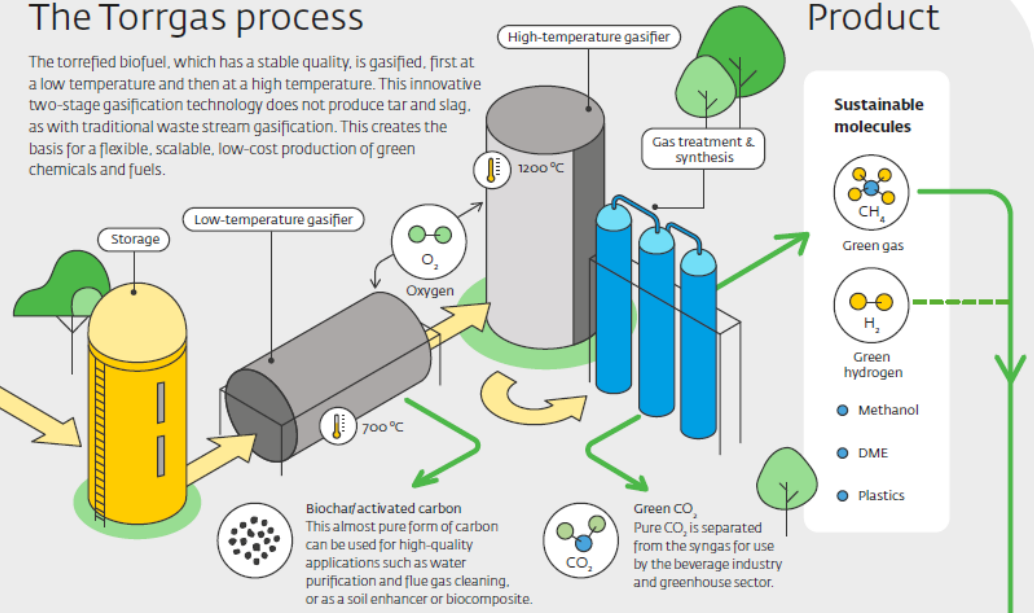 The Torrgas process
The torrefied biofuel, which has a stable quality, is gasified, first at
a low temperature and then at a high temperature. This innovative
two-stage gasification technology does not produce tar and slag,
as with traditional waste stream gasification. This creates the
basis for a flexible, scalable, low-cost production of green
chemicals and fuels.
High-temperature gasifier
1200 °C
Gas treatment &
synthesis
Low-temperature gasifier
Storage
O₂
Oxygen
700 °C
Biochar/activated carbon
This almost pure form of carbon
can be used for high-quality
applications such as water
purification and flue gas cleaning,
or as a soil enhancer or biocomposite.
CO₂
Green CO₂
Pure CO₂ is separated
from the syngas for use
by the beverage industry
and greenhouse sector.
Product
Sustainable
molecules
CH₄
Green gas
H₂
Green
hydrogen
Methanol
DME
Plastics